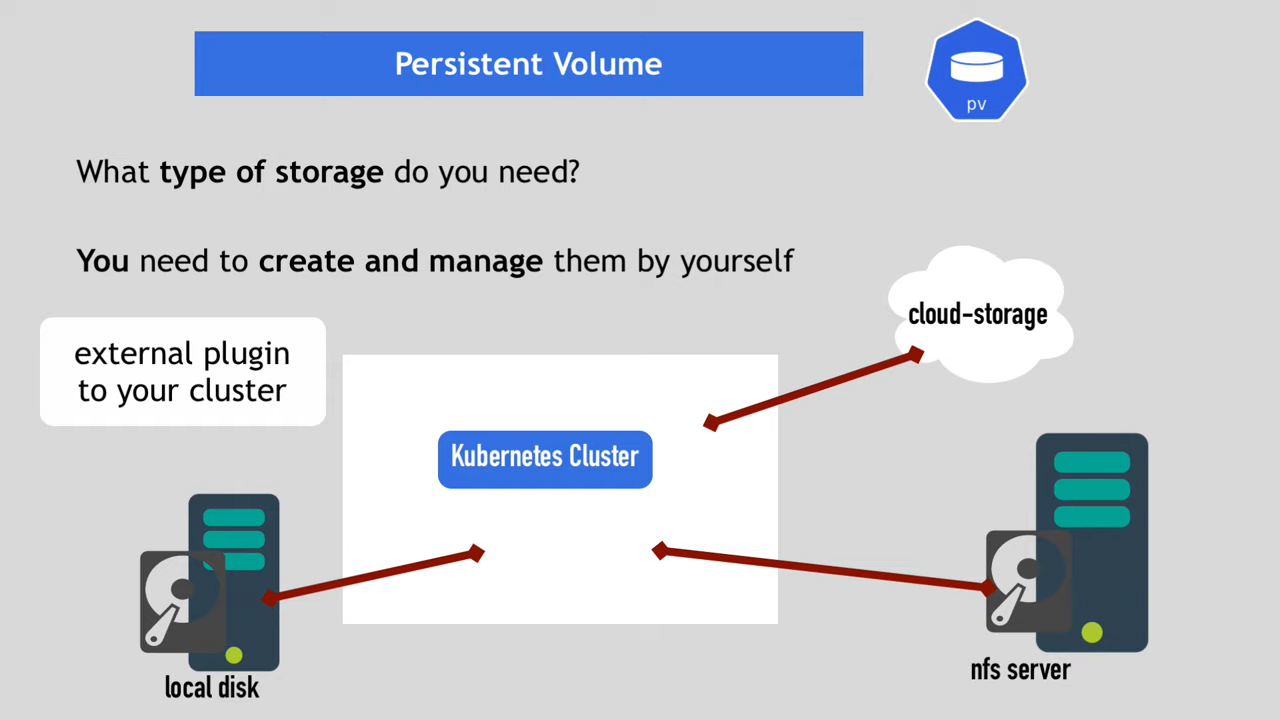 Persistent Volume
pv
What type of storage do you need?
You need to create and manage them by yourself
cloud-storage
external plugin
to your cluster
Kubernetes Cluster
local disk
nfs server